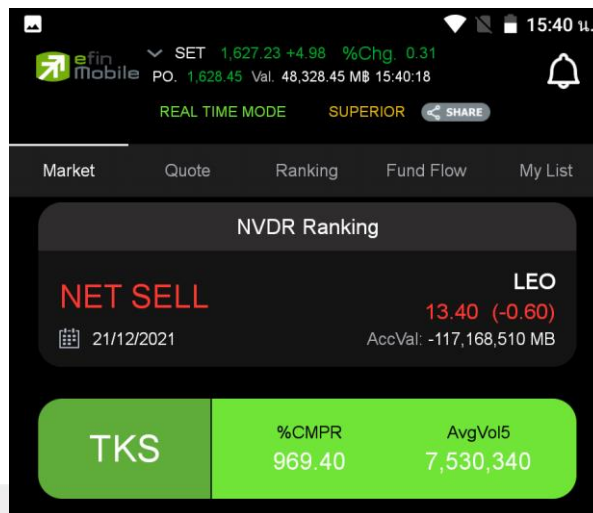 15:40 น.
efin Mobile
SET 1,627.23 +4.98 %Chg. 0.31
PO. 1,628.45 Val. 48,328.45 M฿ 15:40:18
REAL TIME MODE SUPERIOR SHARE
Market Quote Ranking Fund Flow My List
NVDR Ranking
NET SELL
LEO
13.40 (-0.60)
21/12/2021
AccVal: -117,168,510 MB
TKS
%CMPR AvgVol5
969.40 7,530,340